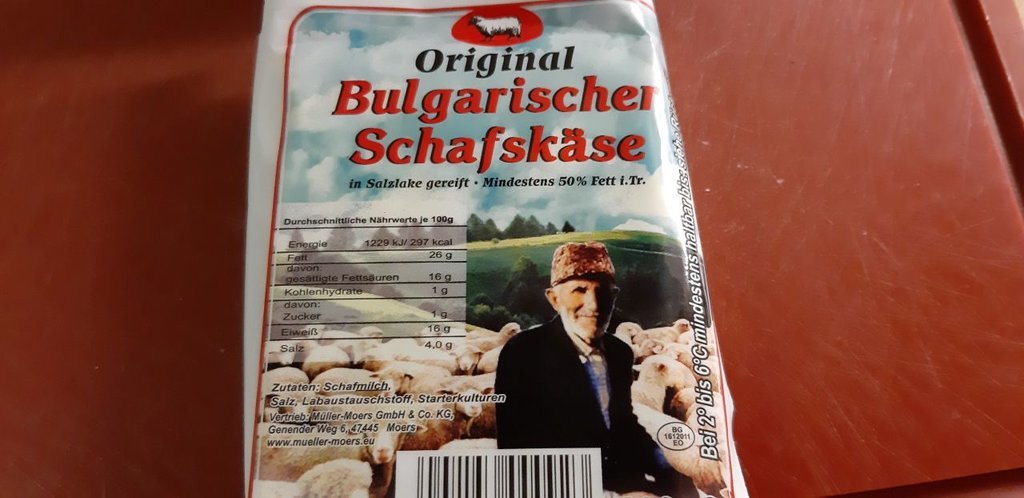 Original
Bulgarischer
Schafskäse
in Salzlake gereift • Mindestens 50% Fett i.Tr.
Durchschnittliche Nährwerte je 100g
Energie 1229 kJ/ 297 kcal
Fett 26 g
davon:
gesättigte Fettsäuren 16 g
Kohlenhydrate 1 g
davon:
Zucker 1 g
Eiweiß 16 g
Salz 4,0 g
Zutaten: Schafmilch,
Salz, Labaustauschstoff, Starterkulturen
Vertrieb: Müller-Moers GmbH & Co. KG,
Genender Weg 6, 47445 Moers
www.mueller-moers.eu
BG
1612011
EO
Bei 2° bis 6°C mindestens haltbar bis